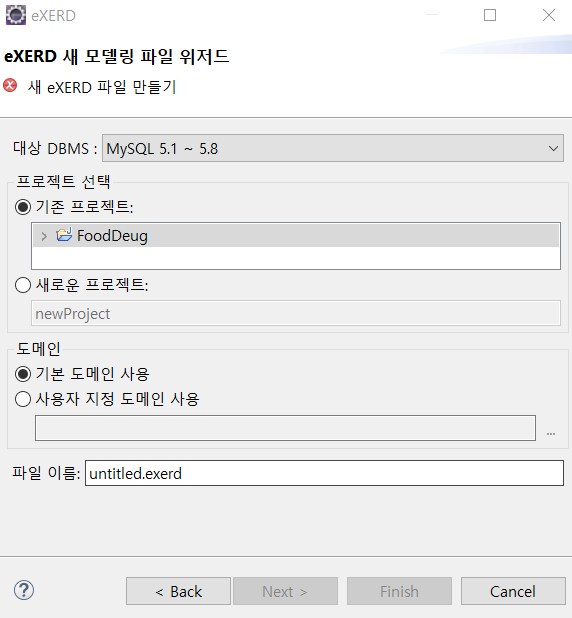 eXERD
eXERD 새 모델링 파일 위저드
새 eXERD 파일 만들기
대상 DBMS : MySQL 5.1 ~ 5.8
프로젝트 선택
기존 프로젝트:
FoodDeug
새로운 프로젝트:
newProject
도메인
기본 도메인 사용
사용자 지정 도메인 사용
...
파일 이름: untitled.exerd
? < Back Next > Finish Cancel